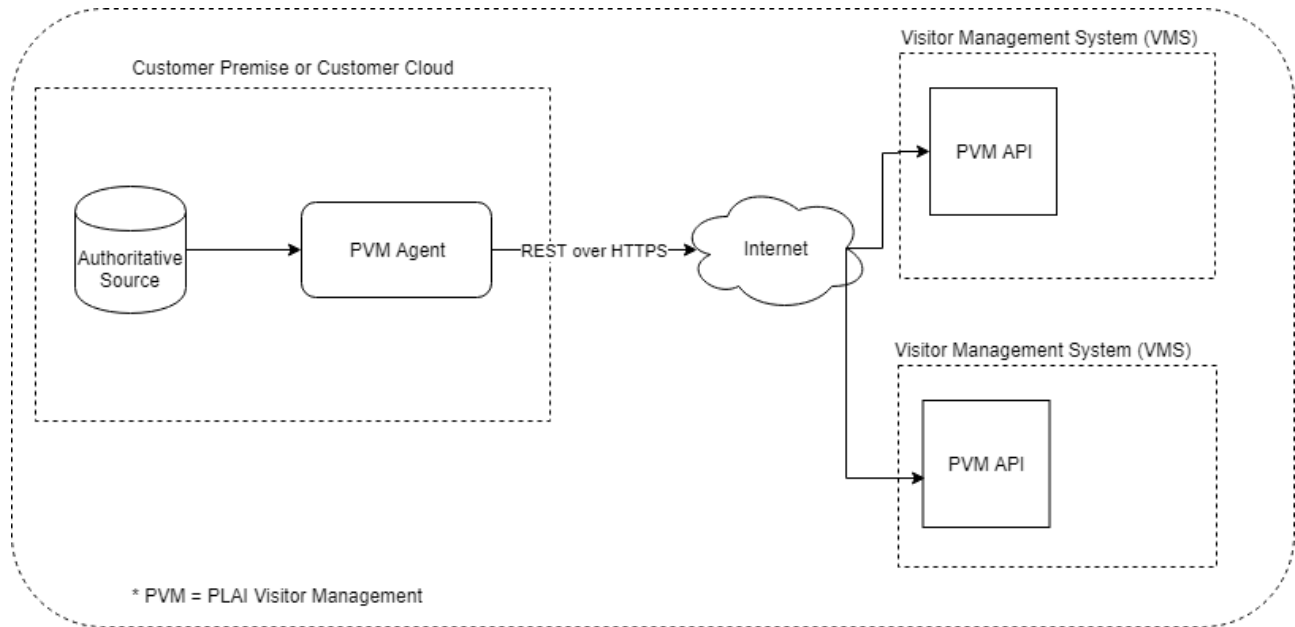 Visitor Management System (VMS)
Customer Premise or Customer Cloud
PVM API
Authoritative
Source
PVM Agent
REST over HTTPS
Internet
Visitor Management System (VMS)
PVM API
* PVM = PLAI Visitor Management